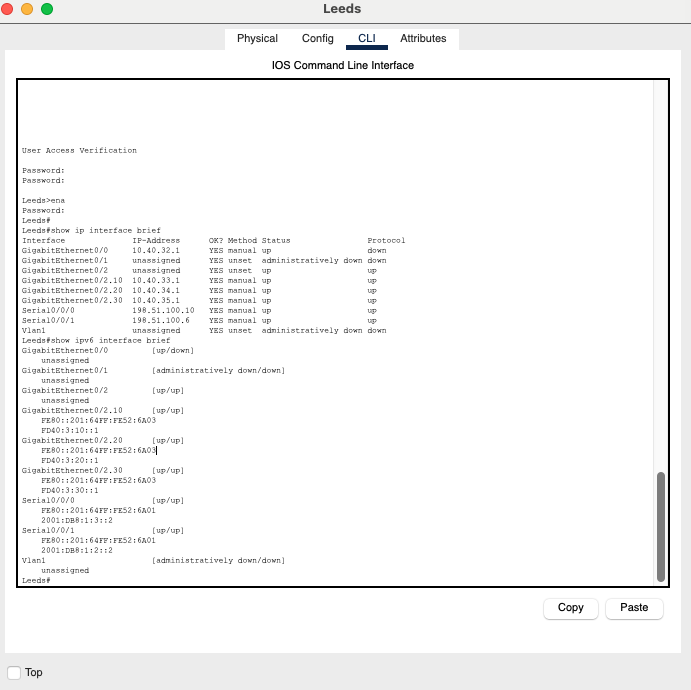 Leeds
Physical Config CLI Attributes
IOS Command Line Interface
User Access Verification
Password:
Password:
Leeds>ena
Password:
Leeds#
Leeds#show ip interface brief
Interface IP-Address OK? Method Status Protocol
GigabitEthernet0/0 10.40.32.1 YES manual up down
GigabitEthernet0/1 unassigned YES unset administratively down down
GigabitEthernet0/2 unassigned YES unset up up
GigabitEthernet0/2.10 10.40.33.1 YES manual up up
GigabitEthernet0/2.20 10.40.34.1 YES manual up up
GigabitEthernet0/2.30 10.40.35.1 YES manual up up
Serial0/0/0 198.51.100.10 YES manual up up
Serial0/0/1 198.51.100.6 YES manual up up
Vlan1 unassigned YES unset administratively down down
Leeds#show ipv6 interface brief
GigabitEthernet0/0 [up/down]
unassigned
GigabitEthernet0/1 [administratively down/down]
unassigned
GigabitEthernet0/2 [up/up]
unassigned
GigabitEthernet0/2.10 [up/up]
FE80::201:64FF:FE52:6A03
FD40:3:10::1
GigabitEthernet0/2.20 [up/up]
FE80::201:64FF:FE52:6A03
FD40:3:20::1
GigabitEthernet0/2.30 [up/up]
FE80::201:64FF:FE52:6A03
FD40:3:30::1
Serial0/0/0 [up/up]
FE80::201:64FF:FE52:6A01
2001:DB8:1:3::2
Serial0/0/1 [up/up]
FE80::201:64FF:FE52:6A01
2001:DB8:1:2::2
Vlan1 [administratively down/down]
unassigned
Leeds#
Copy Paste
Top